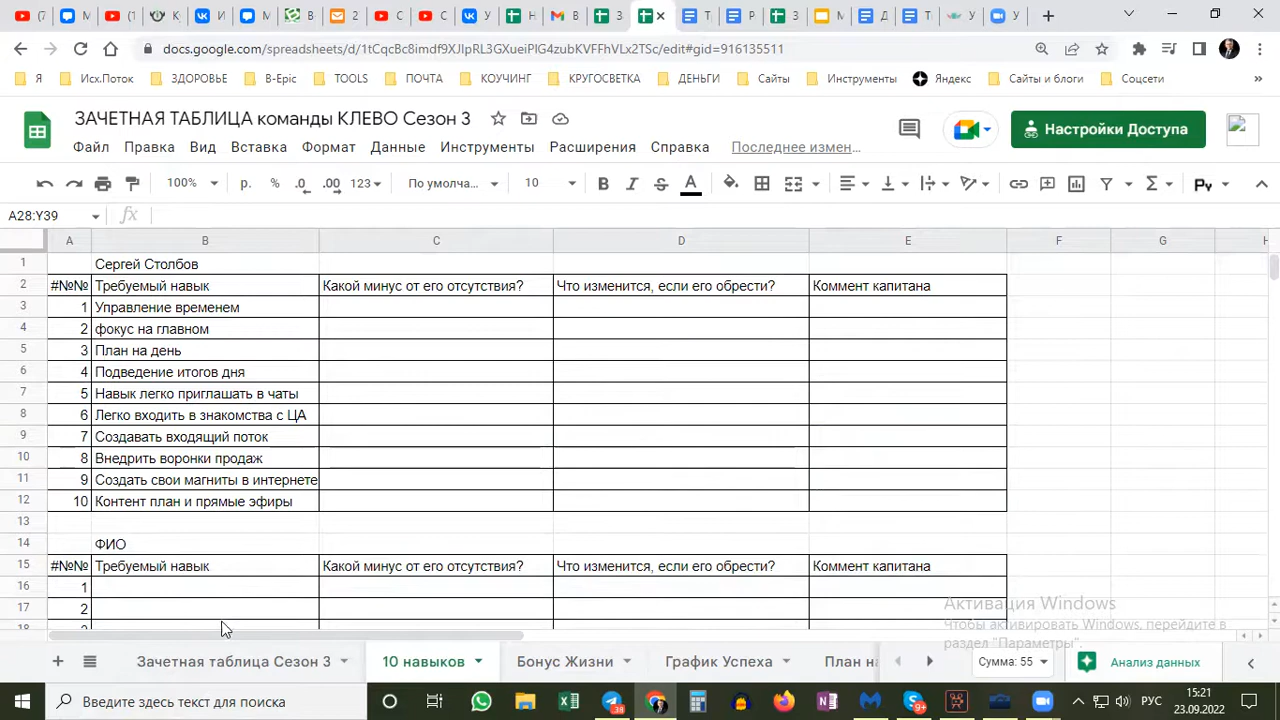 docs.google.com/spreadsheets/d/1tCqcBc8imdf9XJIpRL3GXueiPIG4zubKVFFhVLx2TSc/edit#gid=916135511
Я Исх.Поток ЗДОРОВЬЕ B-Epic TOOLS ПОЧТА КОУЧИНГ КРУГОСВЕТКА ДЕНЬГИ Сайты Инструменты Яндекс Сайты и блоги Соцсети »
ЗАЧЕТНАЯ ТАБЛИЦА команды КЛЕВО Сезон 3
Настройки Доступа
Файл Правка Вид Вставка Формат Данные Инструменты Расширения Справка Последнее измен…
100% р. % .0 .00 123 По умолча... 10 B I S A Σ Ру
A28:Y39 fx
A B C D E F G H
1 Сергей Столбов
2 #№№ Требуемый навык Какой минус от его отсутствия? Что изменится, если его обрести? Коммент капитана
3 1 Управление временем
4 2 фокус на главном
5 3 План на день
6 4 Подведение итогов дня
7 5 Навык легко приглашать в чаты
8 6 Легко входить в знакомства с ЦА
9 7 Создавать входящий поток
10 8 Внедрить воронки продаж
11 9 Создать свои магниты в интернете
12 10 Контент план и прямые эфиры
13
14 ФИО
15 #№№ Требуемый навык Какой минус от его отсутствия? Что изменится, если его обрести? Коммент капитана
16 1
17 2
18
Активация Windows
Чтобы активировать Windows, перейдите в
раздел "Параметры".
Зачетная таблица Сезон 3 10 навыков Бонус Жизни График Успеха План н Сумма: 55 Анализ данных
Введите здесь текст для поиска
38 9+ РУС
15:21
23.09.2022